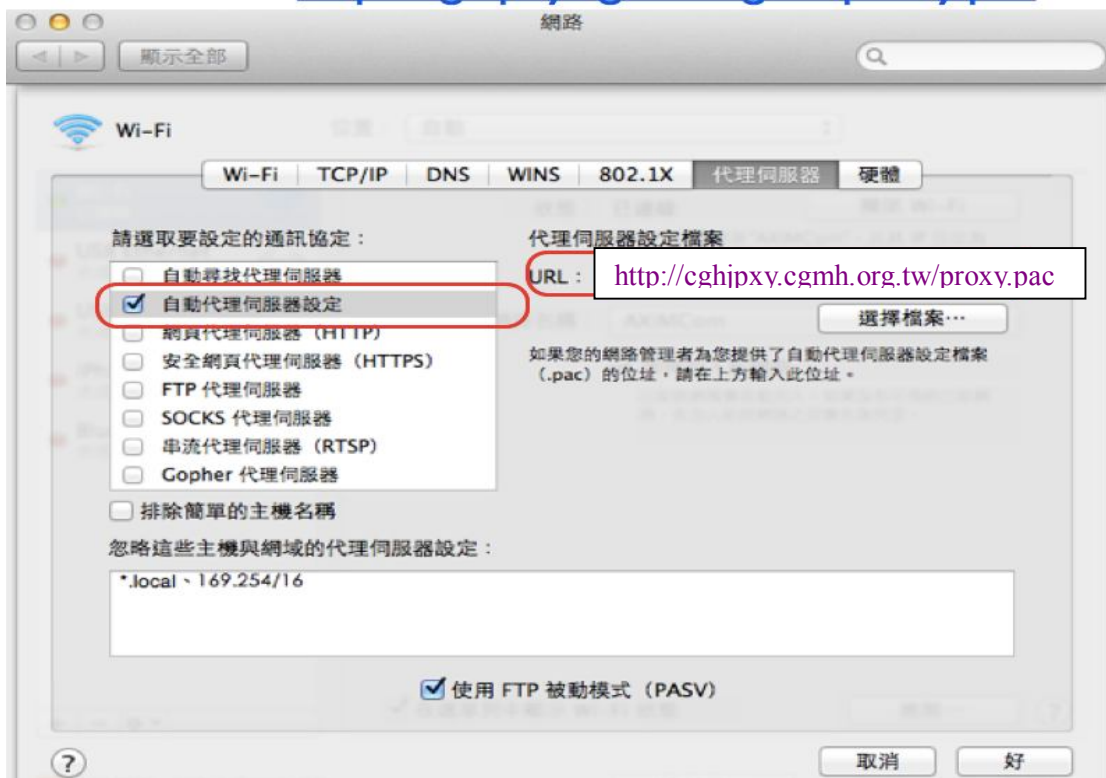 網路
顯示全部
Wi-Fi
Wi-Fi TCP/IP DNS WINS 802.1X 代理伺服器 硬體
請選取要設定的通訊協定：
自動尋找代理伺服器
自動代理伺服器設定
網頁代理伺服器（HTTP）
安全網頁代理伺服器（HTTPS）
FTP 代理伺服器
SOCKS 代理伺服器
串流代理伺服器（RTSP）
Gopher 代理伺服器
代理伺服器設定檔案
URL： http://cghjpxy.cgmh.org.tw/proxy.pac
選擇檔案…
如果您的網路管理者為您提供了自動代理伺服器設定檔案
（.pac）的位址，請在上方輸入此位址。
排除簡單的主機名稱
忽略這些主機與網域的代理伺服器設定：
*.local、169.254/16
使用 FTP 被動模式（PASV）
?
取消 好